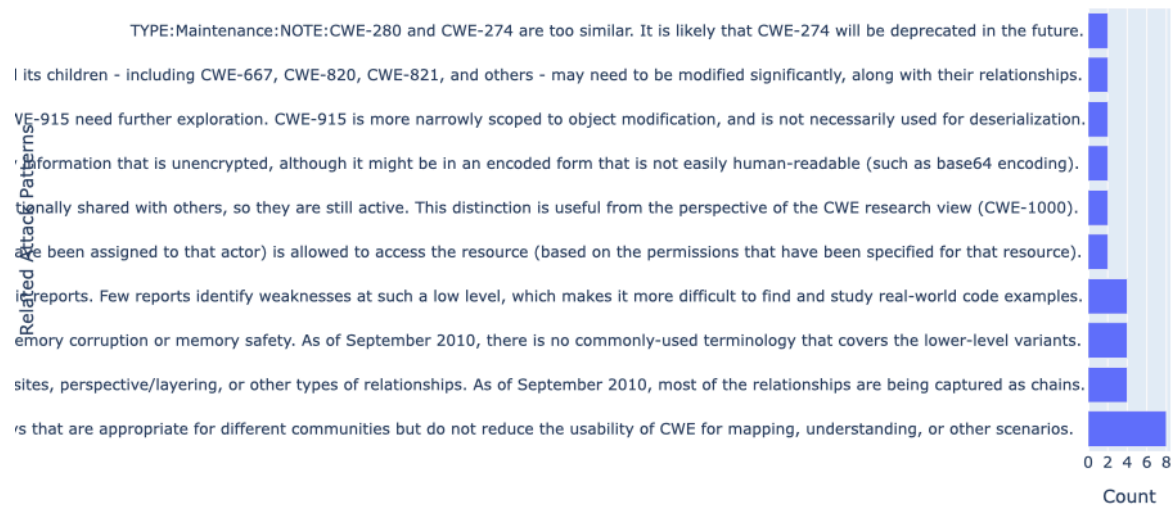 TYPE:Maintenance:NOTE:CWE-280 and CWE-274 are too similar. It is likely that CWE-274 will be deprecated in the future.
its children - including CWE-667, CWE-820, CWE-821, and others - may need to be modified significantly, along with their relationships.
WE-915 need further exploration. CWE-915 is more narrowly scoped to object modification, and is not necessarily used for deserialization.
information that is unencrypted, although it might be in an encoded form that is not easily human-readable (such as base64 encoding).
shared with others, so they are still active. This distinction is useful from the perspective of the CWE research view (CWE-1000).
been assigned to that actor) is allowed to access the resource (based on the permissions that have been specified for that resource).
reports. Few reports identify weaknesses at such a low level, which makes it more difficult to find and study real-world code examples.
emory corruption or memory safety. As of September 2010, there is no commonly-used terminology that covers the lower-level variants.
sites, perspective/layering, or other types of relationships. As of September 2010, most of the relationships are being captured as chains.
that are appropriate for different communities but do not reduce the usability of CWE for mapping, understanding, or other scenarios.
Related Attack Patterns
0 2 4 6 8
Count